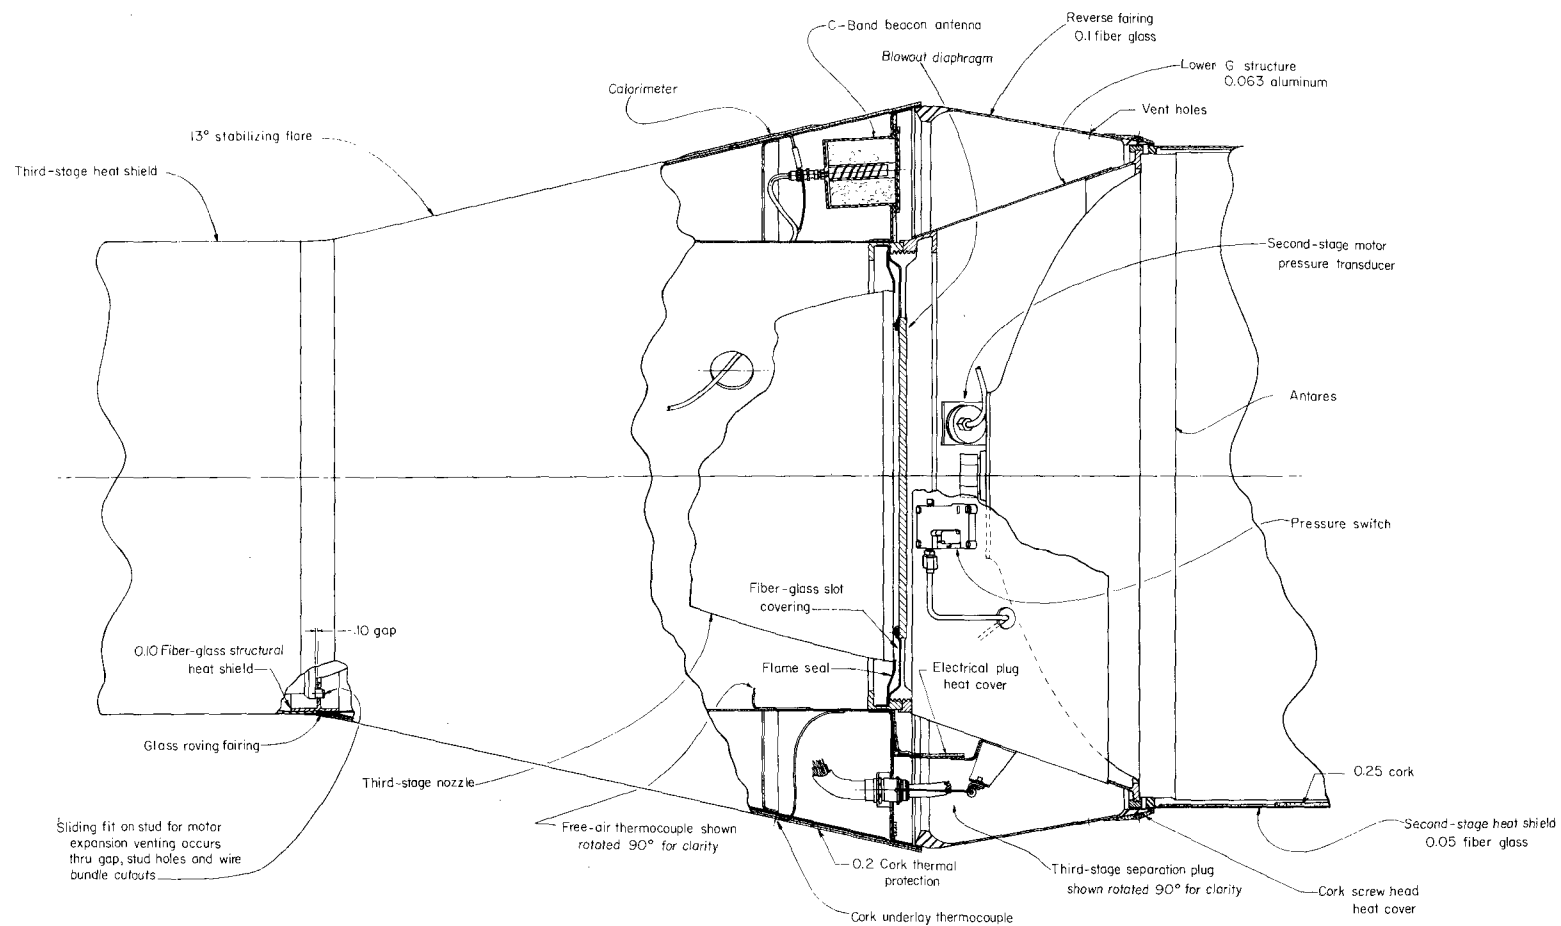 C-Band beacon antenna
Reverse fairing
0.1 fiber glass
Blowout diaphragm
Lower G structure
0.063 aluminum
Calorimeter
Vent holes
13° stabilizing flare
Third-stage heat shield
Second-stage motor
pressure transducer
Antares
Pressure switch
Fiber-glass slot
covering
.10 gap
0.10 Fiber-glass structural
heat shield
Flame seal
Electrical plug
heat cover
Glass roving fairing
Third-stage nozzle
0.25 cork
Sliding fit on stud for motor
expansion venting occurs
thru gap, stud holes and wire
bundle cutouts
Free-air thermocouple shown
rotated 90° for clarity
Second-stage heat shield
0.05 fiber glass
0.2 Cork thermal
protection
Third-stage separation plug
shown rotated 90° for clarity
Cork screw head
heat cover
Cork underlay thermocouple